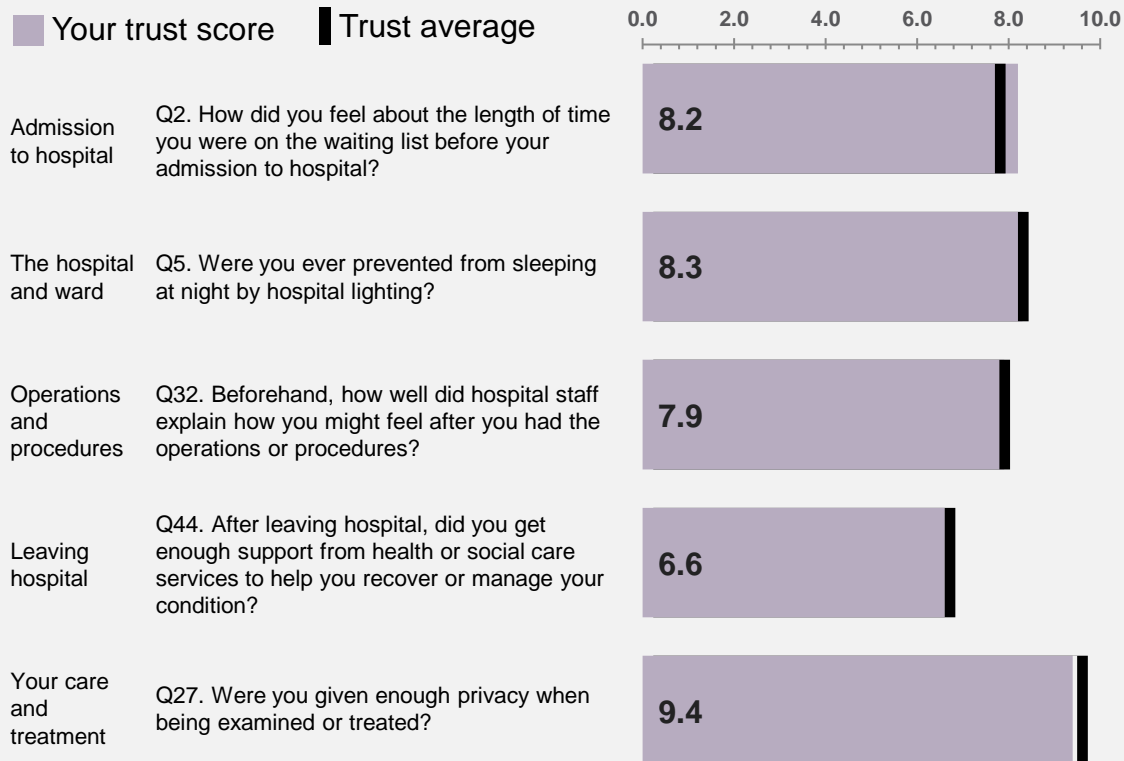 Your trust score
Trust average
0.0 2.0 4.0 6.0 8.0 10.0
Admission
to hospital
Q2. How did you feel about the length of time
you were on the waiting list before your
admission to hospital?
8.2
The hospital
and ward
Q5. Were you ever prevented from sleeping
at night by hospital lighting?
8.3
Operations
and
procedures
Q32. Beforehand, how well did hospital staff
explain how you might feel after you had the
operations or procedures?
7.9
Leaving
hospital
Q44. After leaving hospital, did you get
enough support from health or social care
services to help you recover or manage your
condition?
6.6
Your care
and
treatment
Q27. Were you given enough privacy when
being examined or treated?
9.4